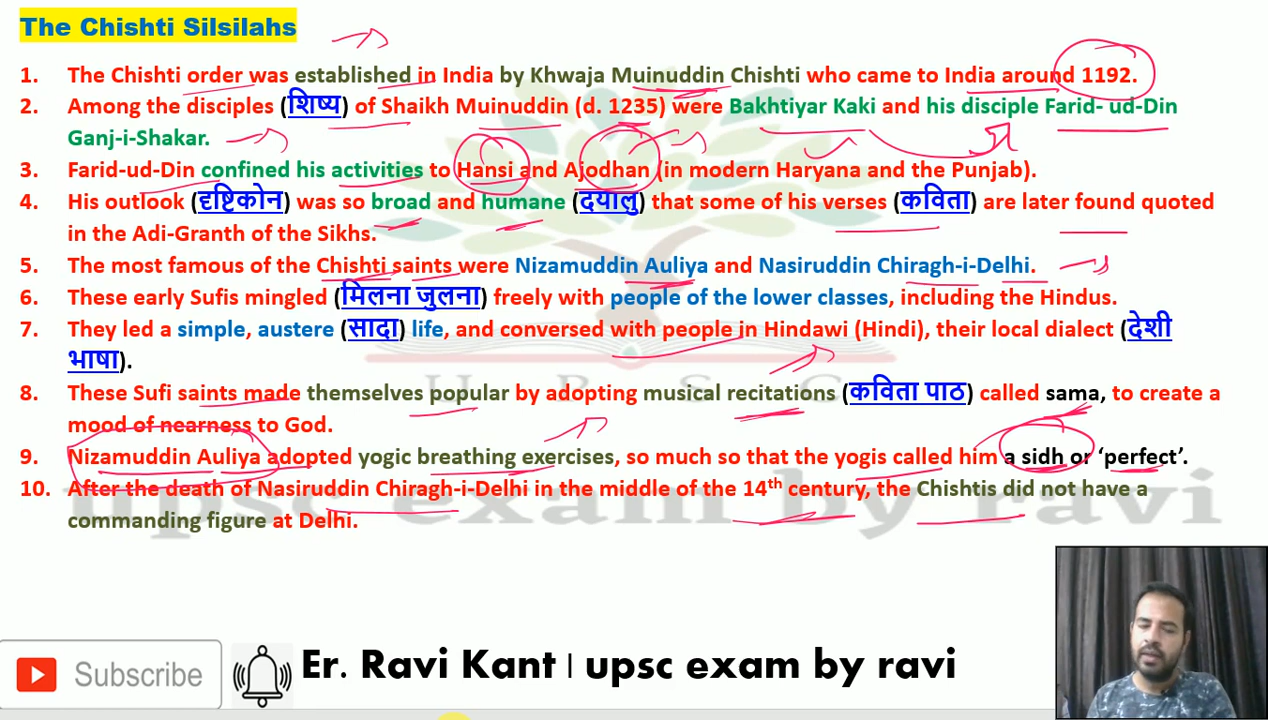 The Chishti Silsilahs
1. The Chishti order was established in India by Khwaja Muinuddin Chishti who came to India around 1192.
2. Among the disciples (शिष्य) of Shaikh Muinuddin (d. 1235) were Bakhtiyar Kaki and his disciple Farid- ud-Din
Ganj-i-Shakar.
3. Farid-ud-Din confined his activities to Hansi and Ajodhan (in modern Haryana and the Punjab).
4. His outlook (दृष्टिकोन) was so broad and humane (दयालु) that some of his verses (कविता) are later found quoted
in the Adi-Granth of the Sikhs.
5. The most famous of the Chishti saints were Nizamuddin Auliya and Nasiruddin Chiragh-i-Delhi.
6. These early Sufis mingled (मिलना जुलना) freely with people of the lower classes, including the Hindus.
7. They led a simple, austere (सादा) life, and conversed with people in Hindawi (Hindi), their local dialect (देशी
भाषा).
8. These Sufi saints made themselves popular by adopting musical recitations (कविता पाठ) called sama, to create a
mood of nearness to God.
9. Nizamuddin Auliya adopted yogic breathing exercises, so much so that the yogis called him a sidh or ‘perfect’.
10. After the death of Nasiruddin Chiragh-i-Delhi in the middle of the 14th century, the Chishtis did not have a
commanding figure at Delhi.
UPSC
upsc exam by ravi
Subscribe
Er. Ravi Kant | upsc exam by ravi